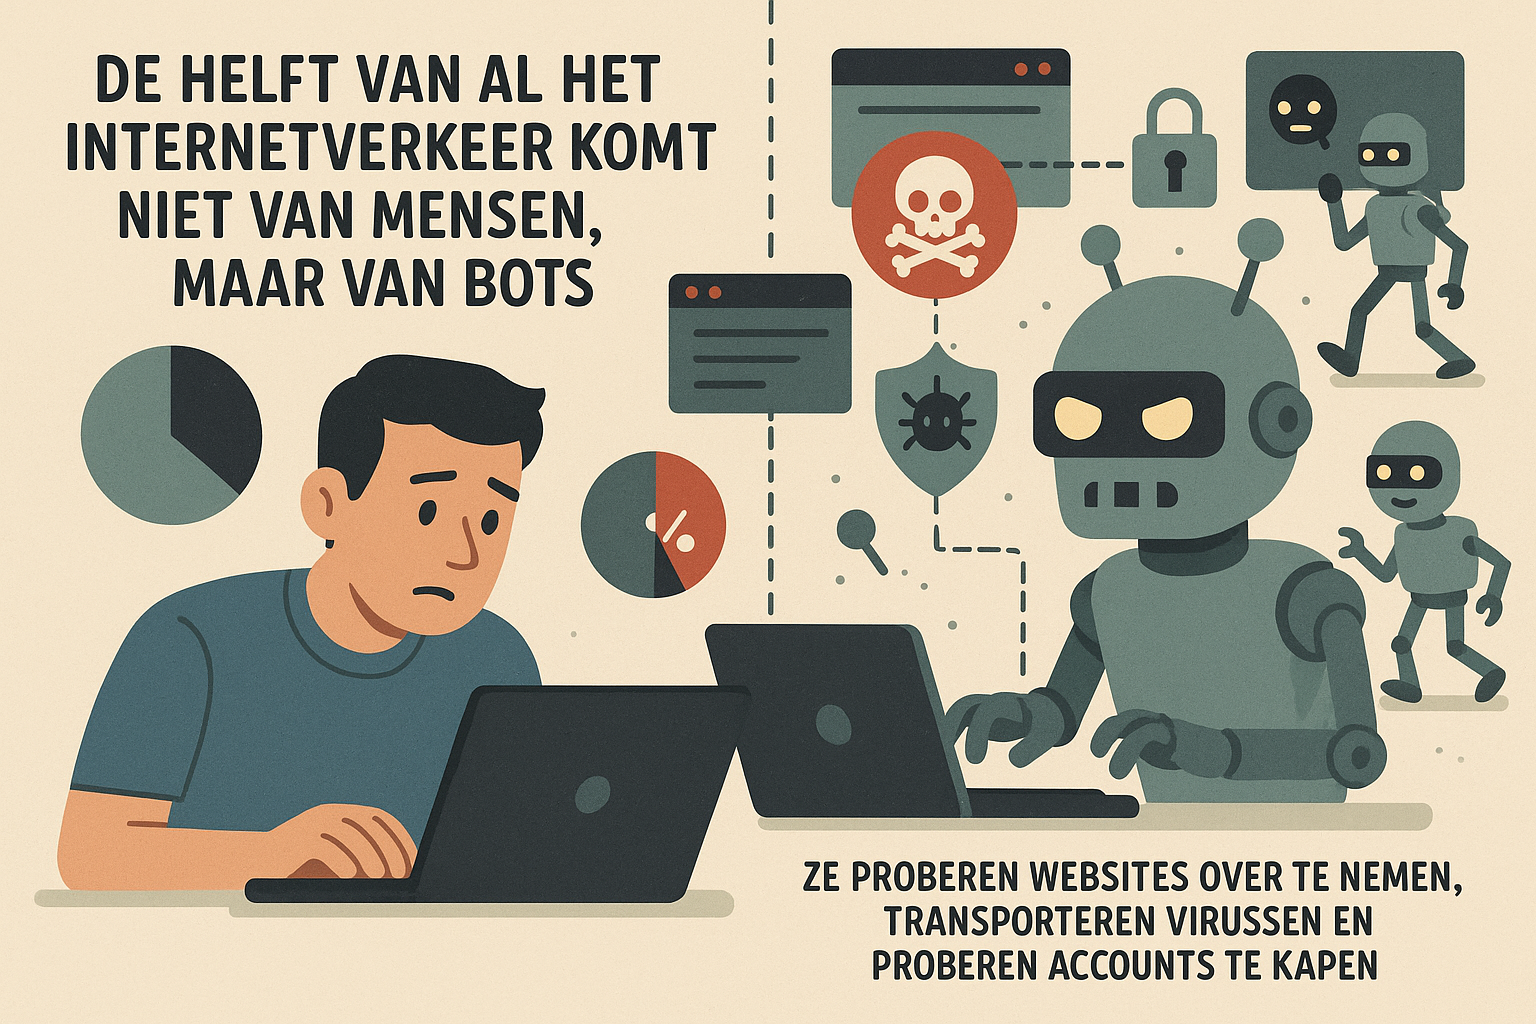 DE HELFT VAN AL HET
INTERNETVERKEER KOMT
NIET VAN MENSEN,
MAAR VAN BOTS
%
ZE PROBEREN WEBSITES OVER TE NEMEN,
TRANSPORTEREN VIRUSSEN EN
PROBEREN ACCOUNTS TE KAPEN